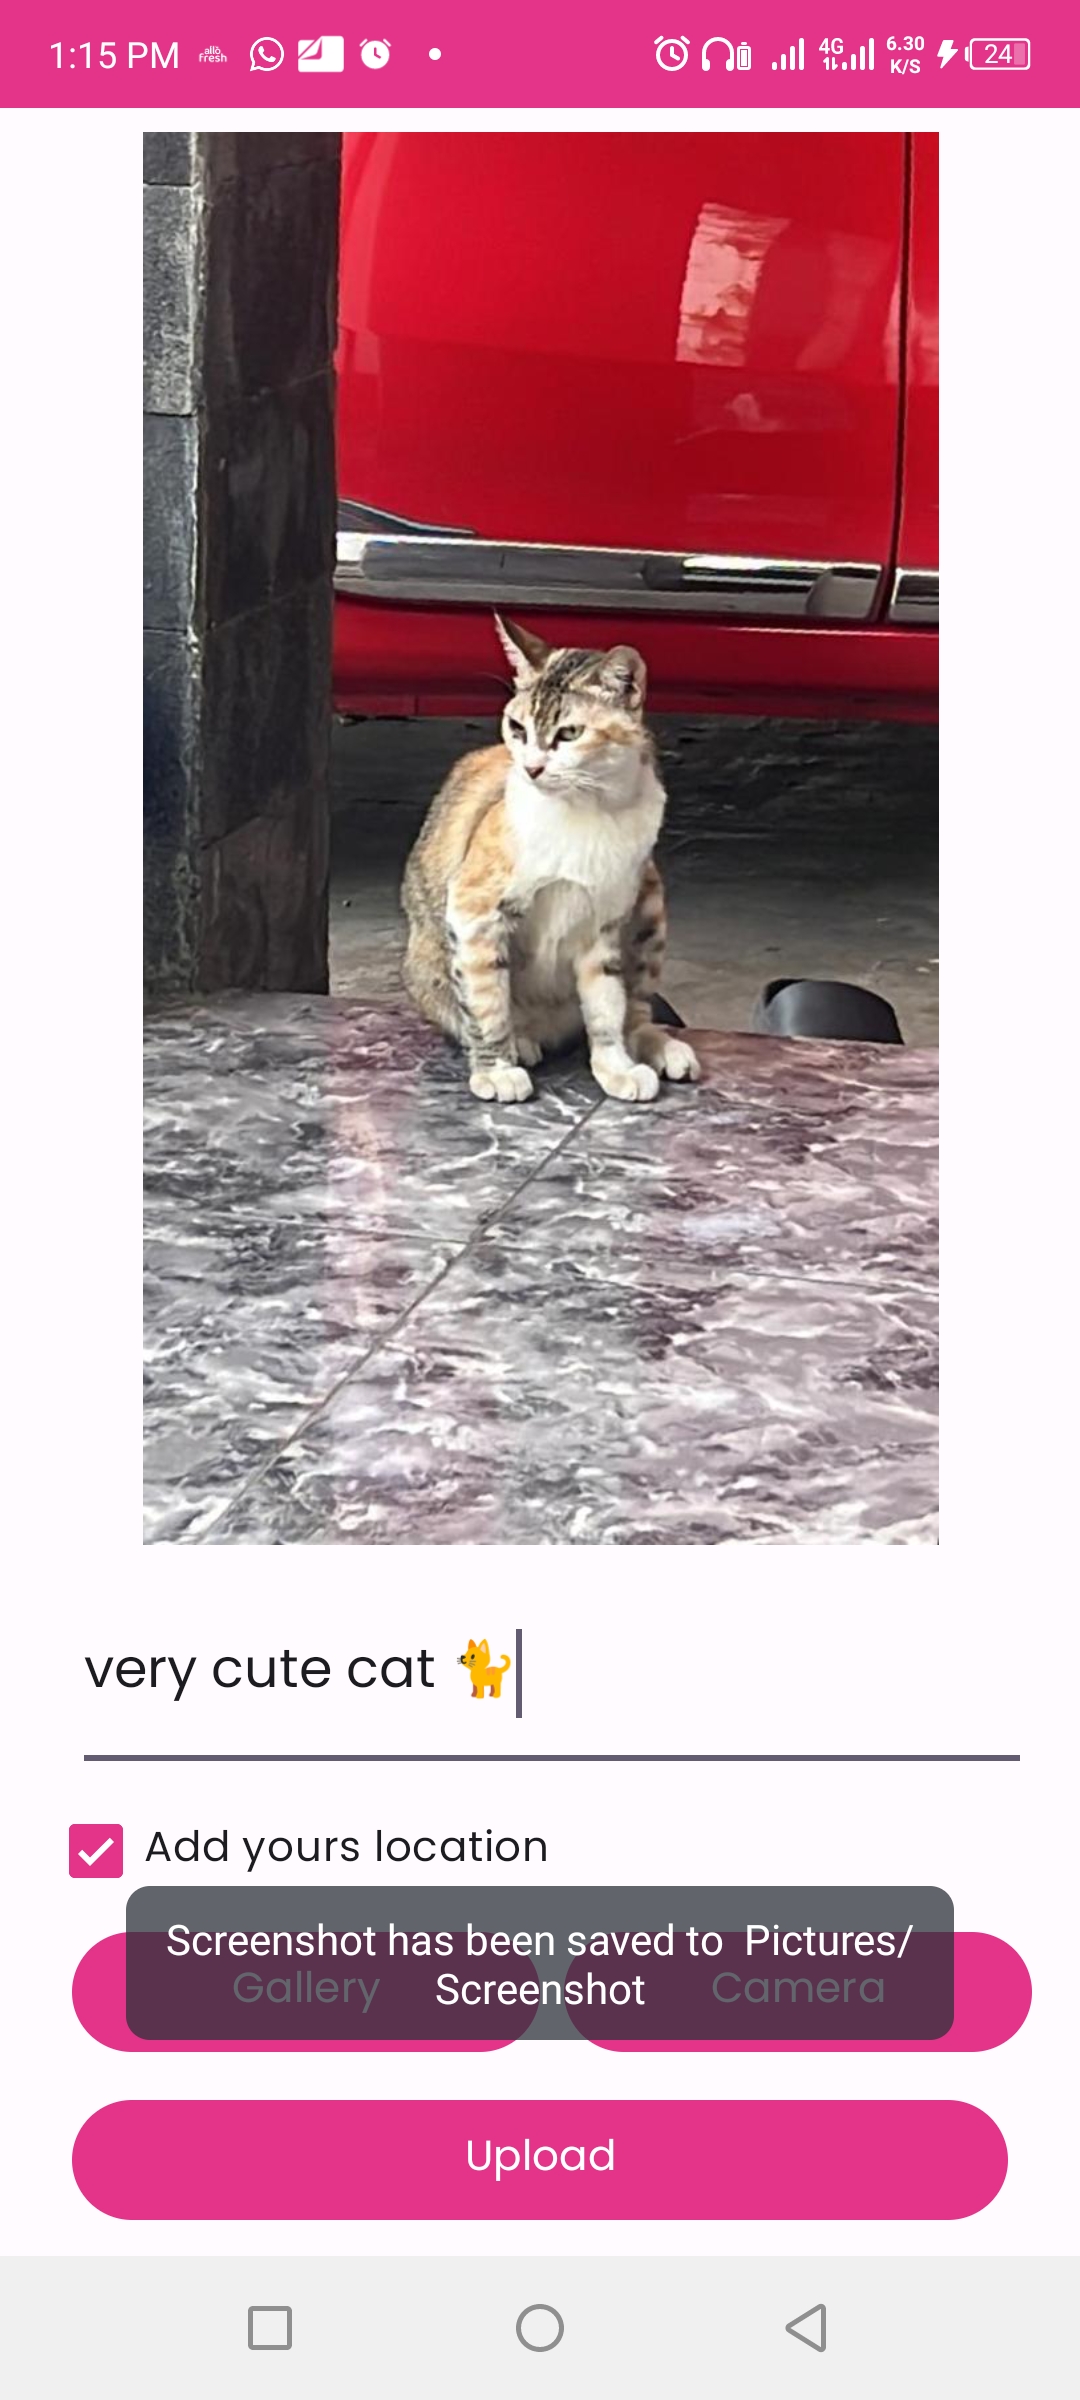 1:15 PM allo fresh 4G 6.30 K/S 24
very cute cat 🐈
Add yours location
Screenshot has been saved to Pictures/
Gallery Screenshot Camera
Upload